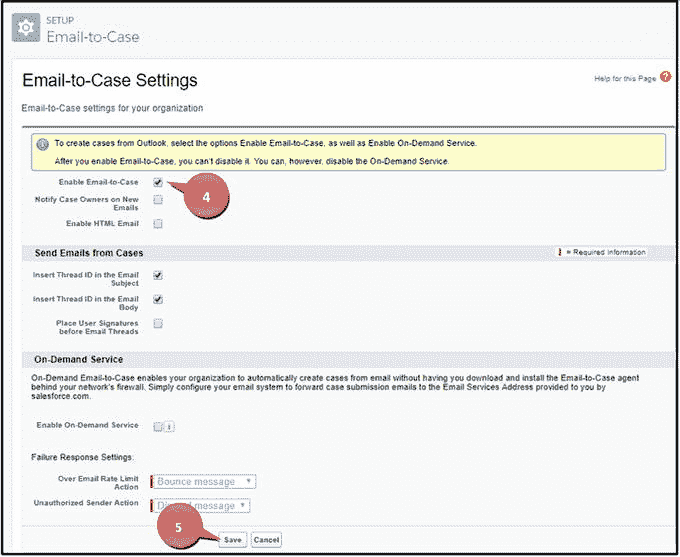 SETUP
Email-to-Case
Email-to-Case Settings
Help for this Page ?
Email-to-Case settings for your organization
To create cases from Outlook, select the options Enable Email-to-Case, as well as Enable On-Demand Service.
After you enable Email-to-Case, you can't disable it. You can, however, disable the On-Demand Service.
Enable Email-to-Case
4
Notify Case Owners on New
Emails
Enable HTML Email
Send Emails from Cases
= Required Information
Insert Thread ID in the Email
Subject
Insert Thread ID in the Email
Body
Place User Signatures
before Email Threads
On-Demand Service
On-Demand Email-to-Case enables your organization to automatically create cases from email without having you download and install the Email-to-Case agent
behind your network's firewall. Simply configure your email system to forward case submission emails to the Email Services Address provided to you by
salesforce.com.
Enable On-Demand Service
i
Failure Response Settings:
Over Email Rate Limit
Action
Bounce message
Unauthorized Sender Action
Discard message
5
Save
Cancel